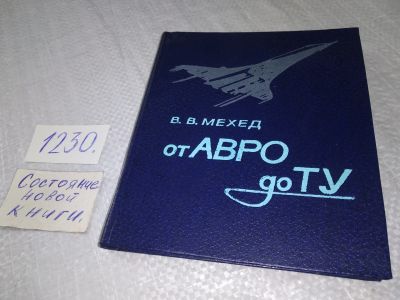 В. В. МЕХЕД
от АВРО
до ТУ
1230.
Состояние
новой
книги.